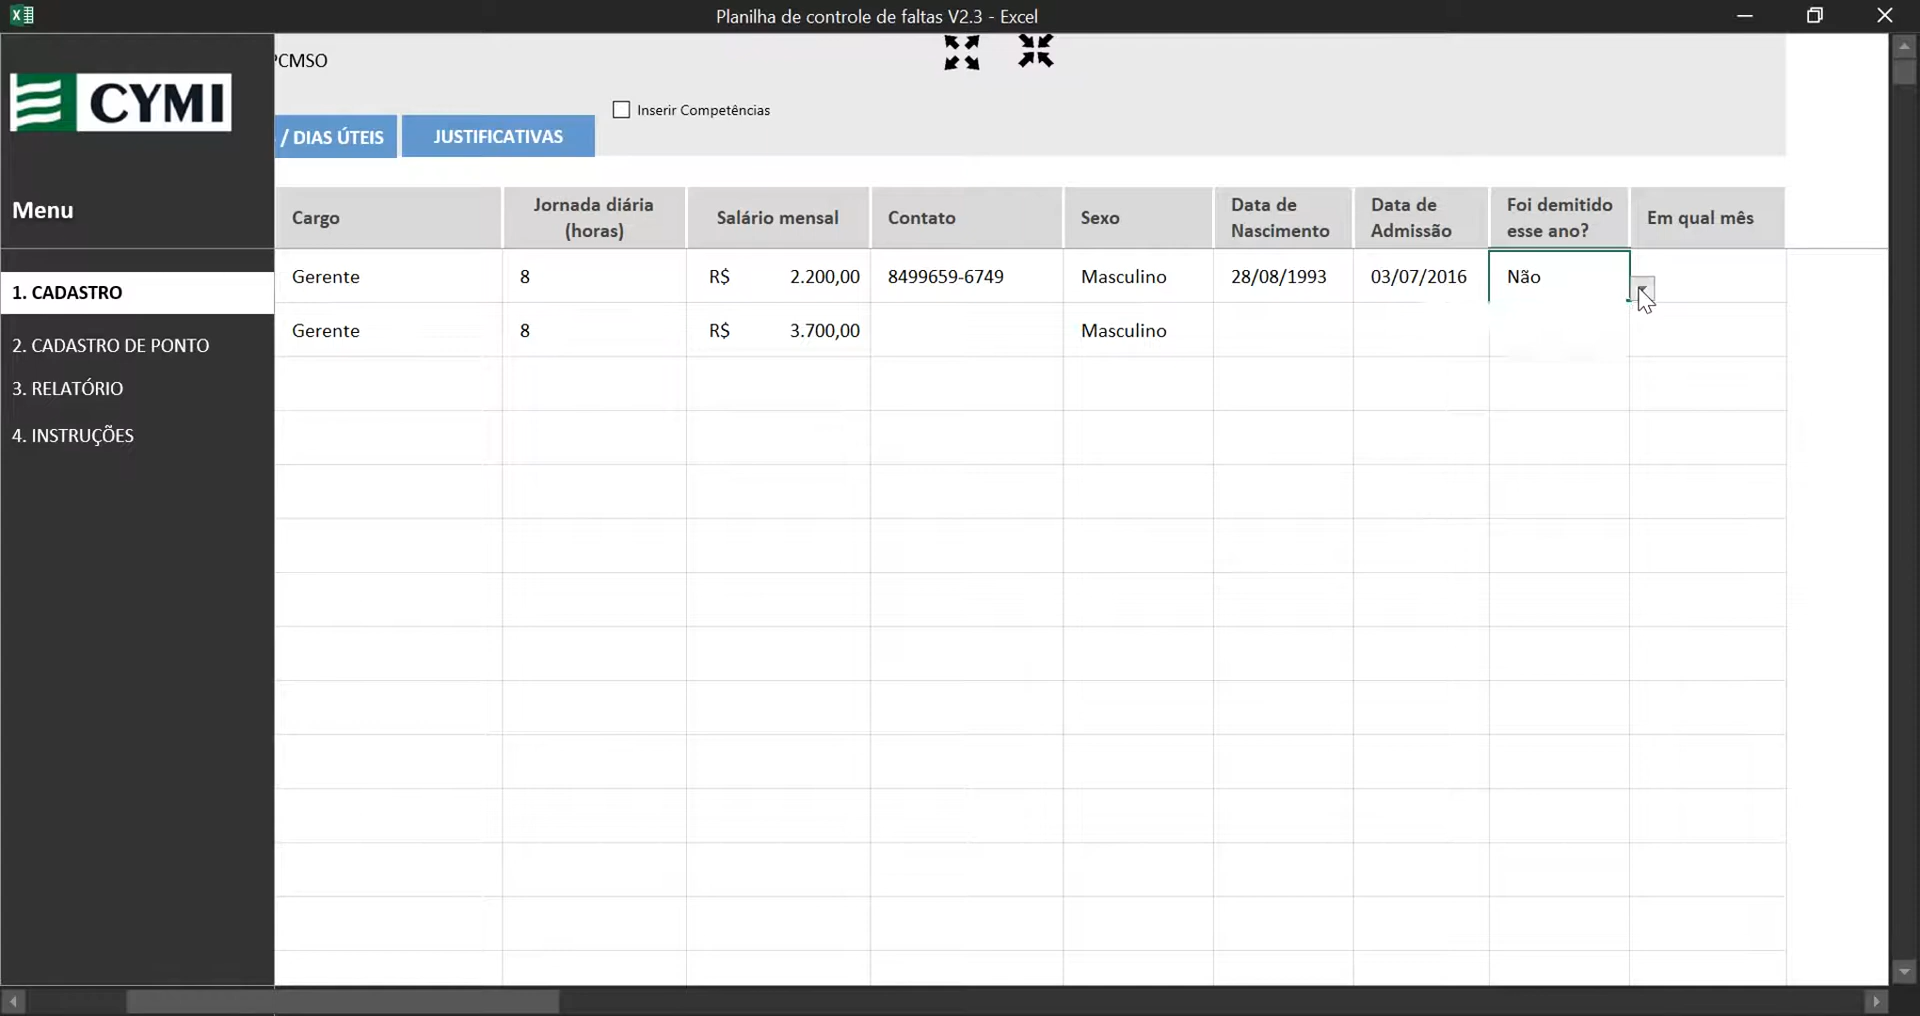 Planilha de controle de faltas V2.3 - Excel
CYMI
PCMSO
Inserir Competências
/ DIAS ÚTEIS
JUSTIFICATIVAS
Menu
1. CADASTRO
2. CADASTRO DE PONTO
3. RELATÓRIO
4. INSTRUÇÕES
Cargo
Jornada diária
(horas)
Salário mensal
Contato
Sexo
Data de
Nascimento
Data de
Admissão
Foi demitido
esse ano?
Em qual mês
Gerente 8 R$ 2.200,00 8499659-6749 Masculino 28/08/1993 03/07/2016 Não
Gerente 8 R$ 3.700,00 Masculino